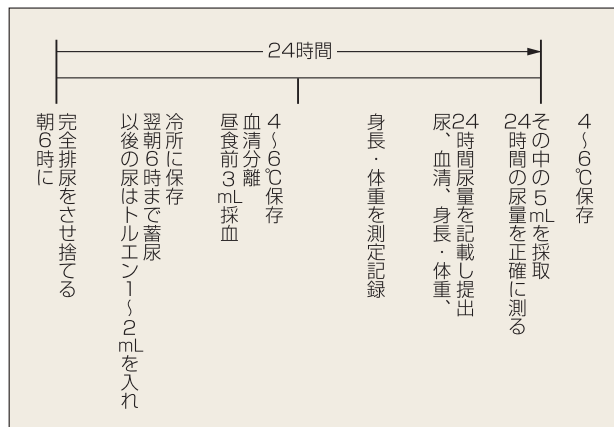 24時間
朝6時に
完全排尿をさせ捨てる
以後の尿はトルエン1〜2mLを入れ
翌朝6時まで蓄尿
冷所に保存
昼食前3mL採血
血清分離
4〜6℃保存
身長・体重を測定記録
尿、血清、身長・体重、
24時間尿量を記載し提出
24時間の尿量を正確に測る
その中の5mLを採取
4〜6℃保存